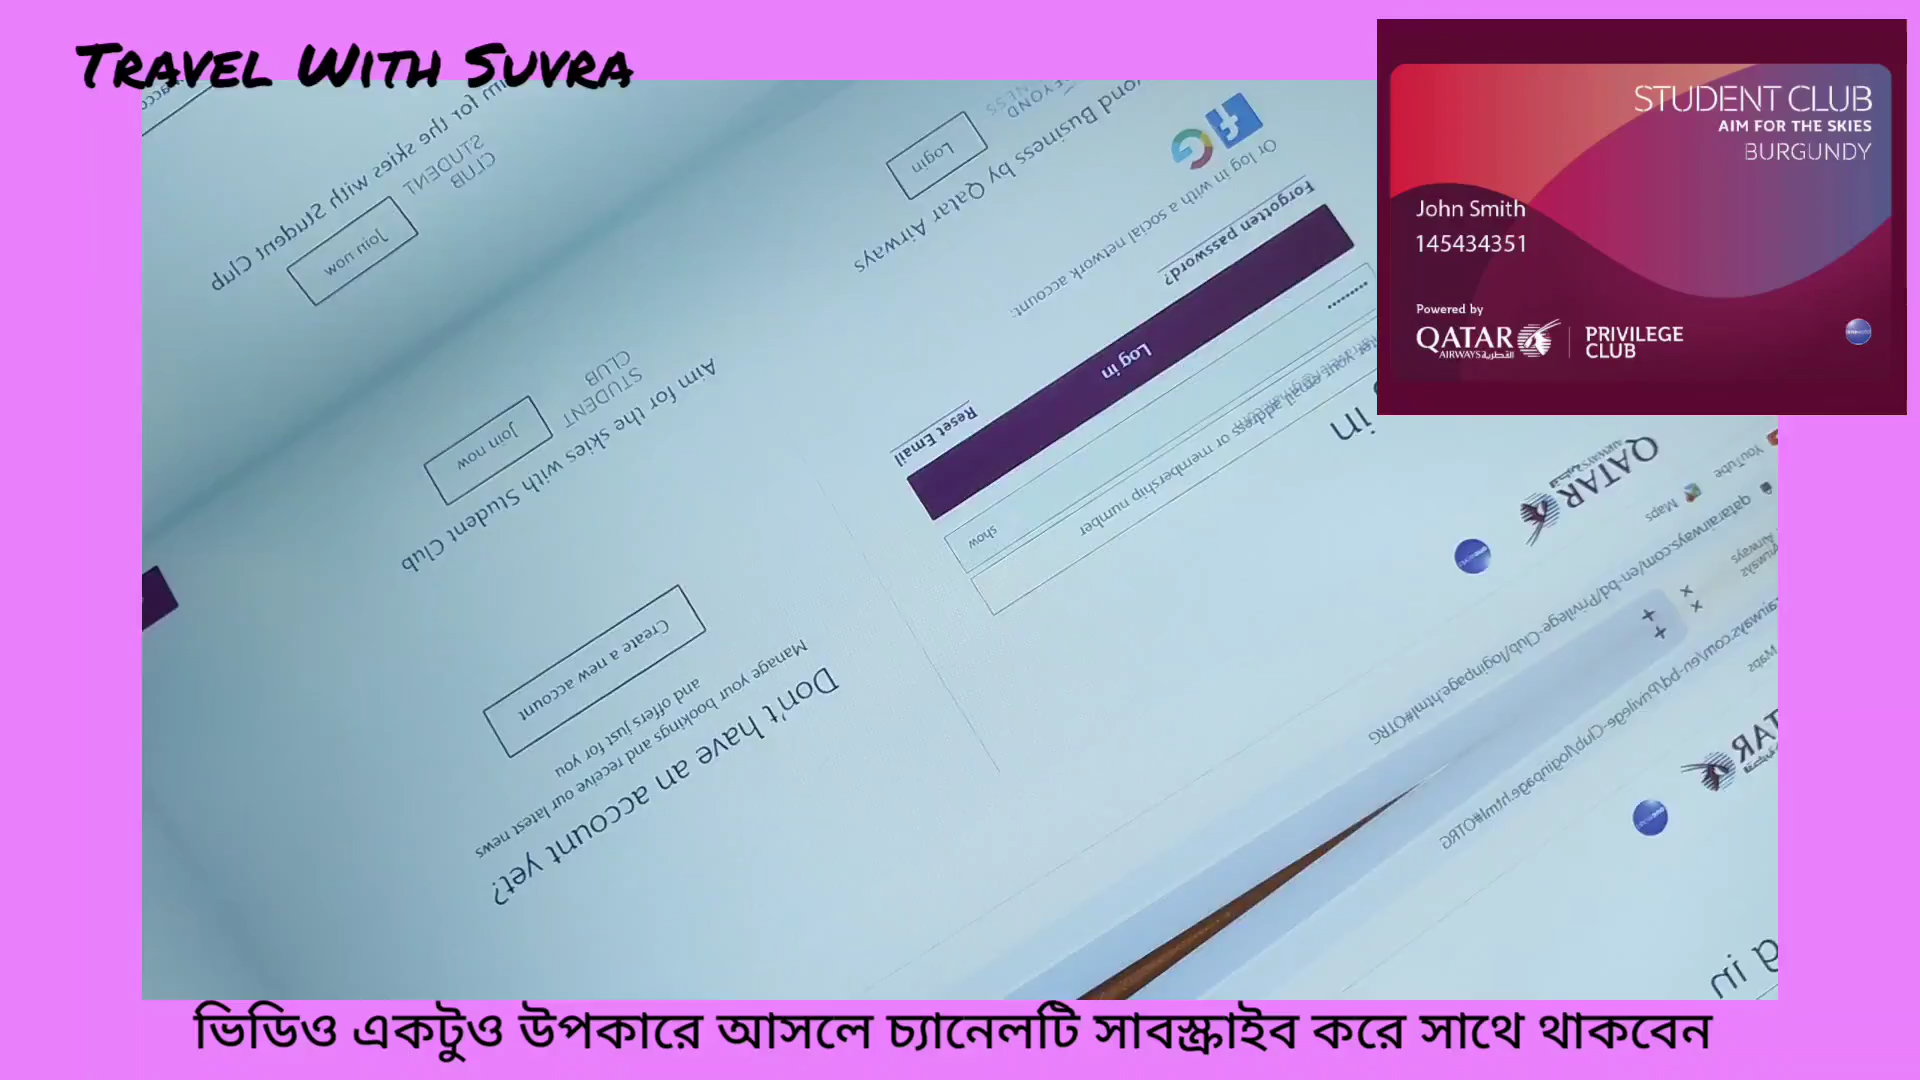 Travel With Suvra
STUDENT CLUB
AIM FOR THE SKIES
BURGUNDY
John Smith
145434351
Powered by
QATAR
AIRWAYS القطرية
PRIVILEGE
CLUB
Join now
Aim for the skies with Student Club
STUDENT
CLUB
Login
Beyond Business by Qatar Airways
Or log in with a social network account:
Forgotten password?
Log in
Reset Email
show
membership number
QATAR
AIRWAYS
YouTube
Maps
qatarairways.com.qa/en-bd/Privilege-Club/loginpage.html#OTRG
Join now
STUDENT
CLUB
Aim for the skies with Student Club
Create a new account
Manage your bookings and receive our latest news
and offers just for you
Don't have an account yet?
ভিডিও একটুও উপকারে আসলে চ্যানেলটি সাবস্ক্রাইব করে সাথে থাকবেন